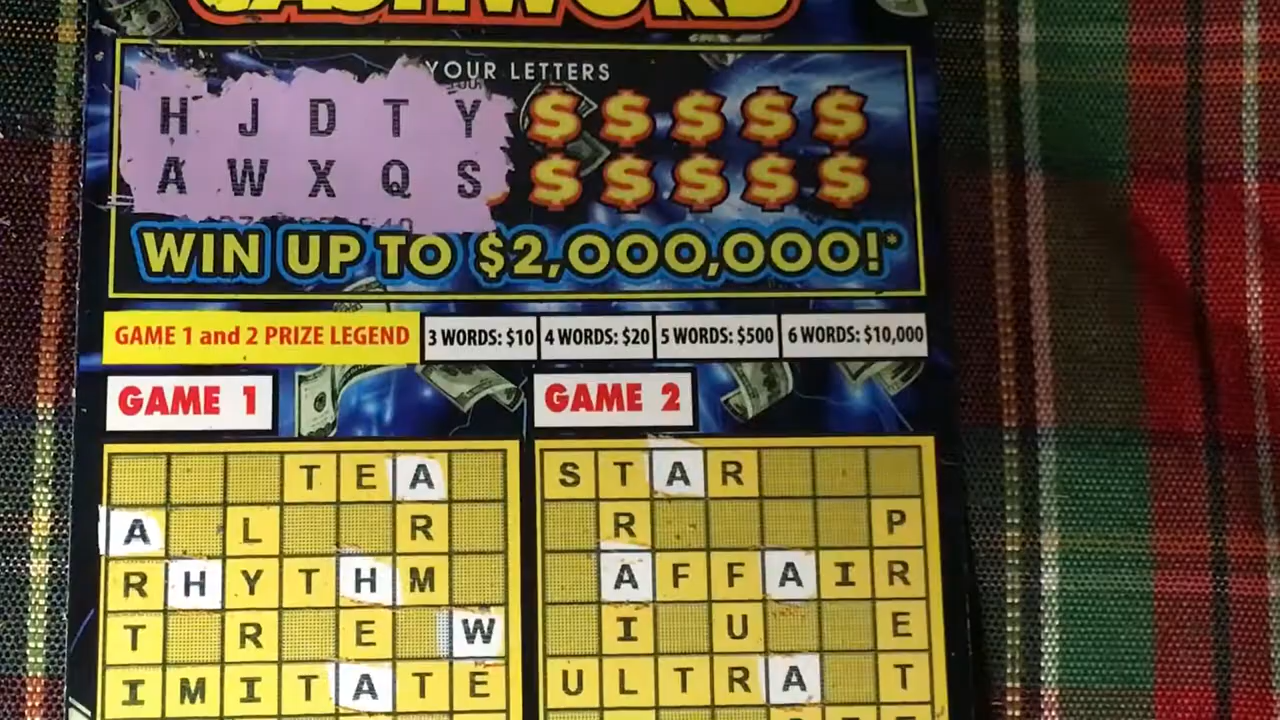 CASHWORD
YOUR LETTERS
H J D T Y $ $ $ $ $
A W X Q S $ $ $ $ $
WIN UP TO $2,000,000!*
GAME 1 and 2 PRIZE LEGEND 3 WORDS: $10 4 WORDS: $20 5 WORDS: $500 6 WORDS: $10,000
GAME 1 GAME 2
T E A S T A R
A L R R P
R H Y T H M A F F A I R
T R E W I U E
I M I T A T E U L T R A T